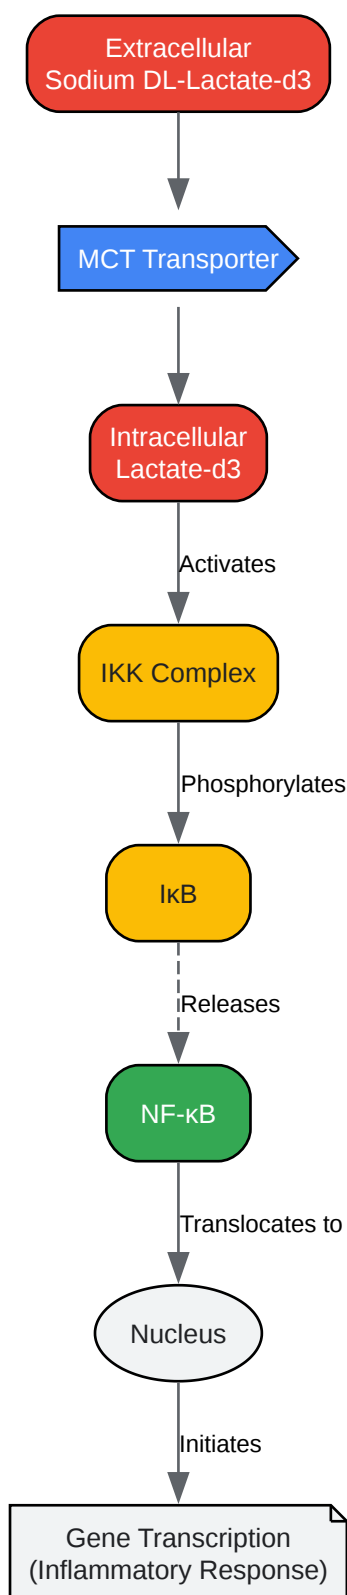 Extracellular
Sodium DL-Lactate-d3
MCT Transporter
Intracellular
Lactate-d3
Activates
IKK Complex
Phosphorylates
IκB
Releases
NF-κB
Translocates to
Nucleus
Initiates
Gene Transcription
(Inflammatory Response)